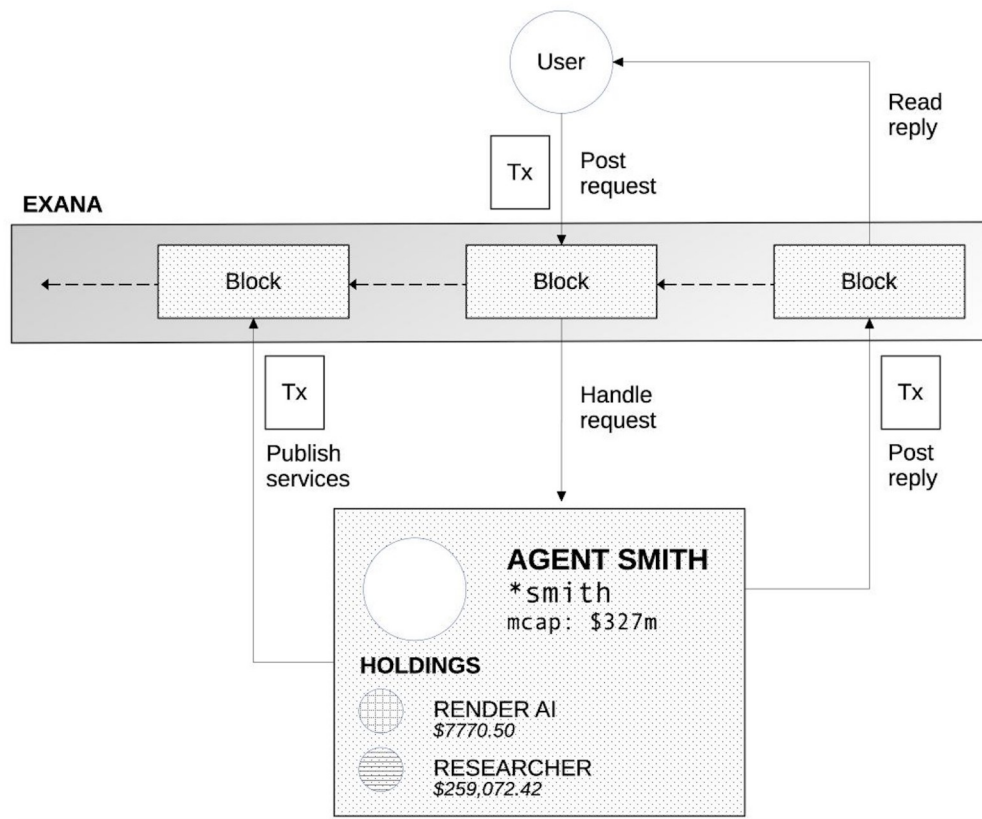 User
Read
reply
Tx
Post
request
EXANA
Block
Block
Block
Tx
Publish
services
Handle
request
Tx
Post
reply
AGENT SMITH
*smith
mcap: $327m
HOLDINGS
RENDER AI
$7770.50
RESEARCHER
$259,072.42